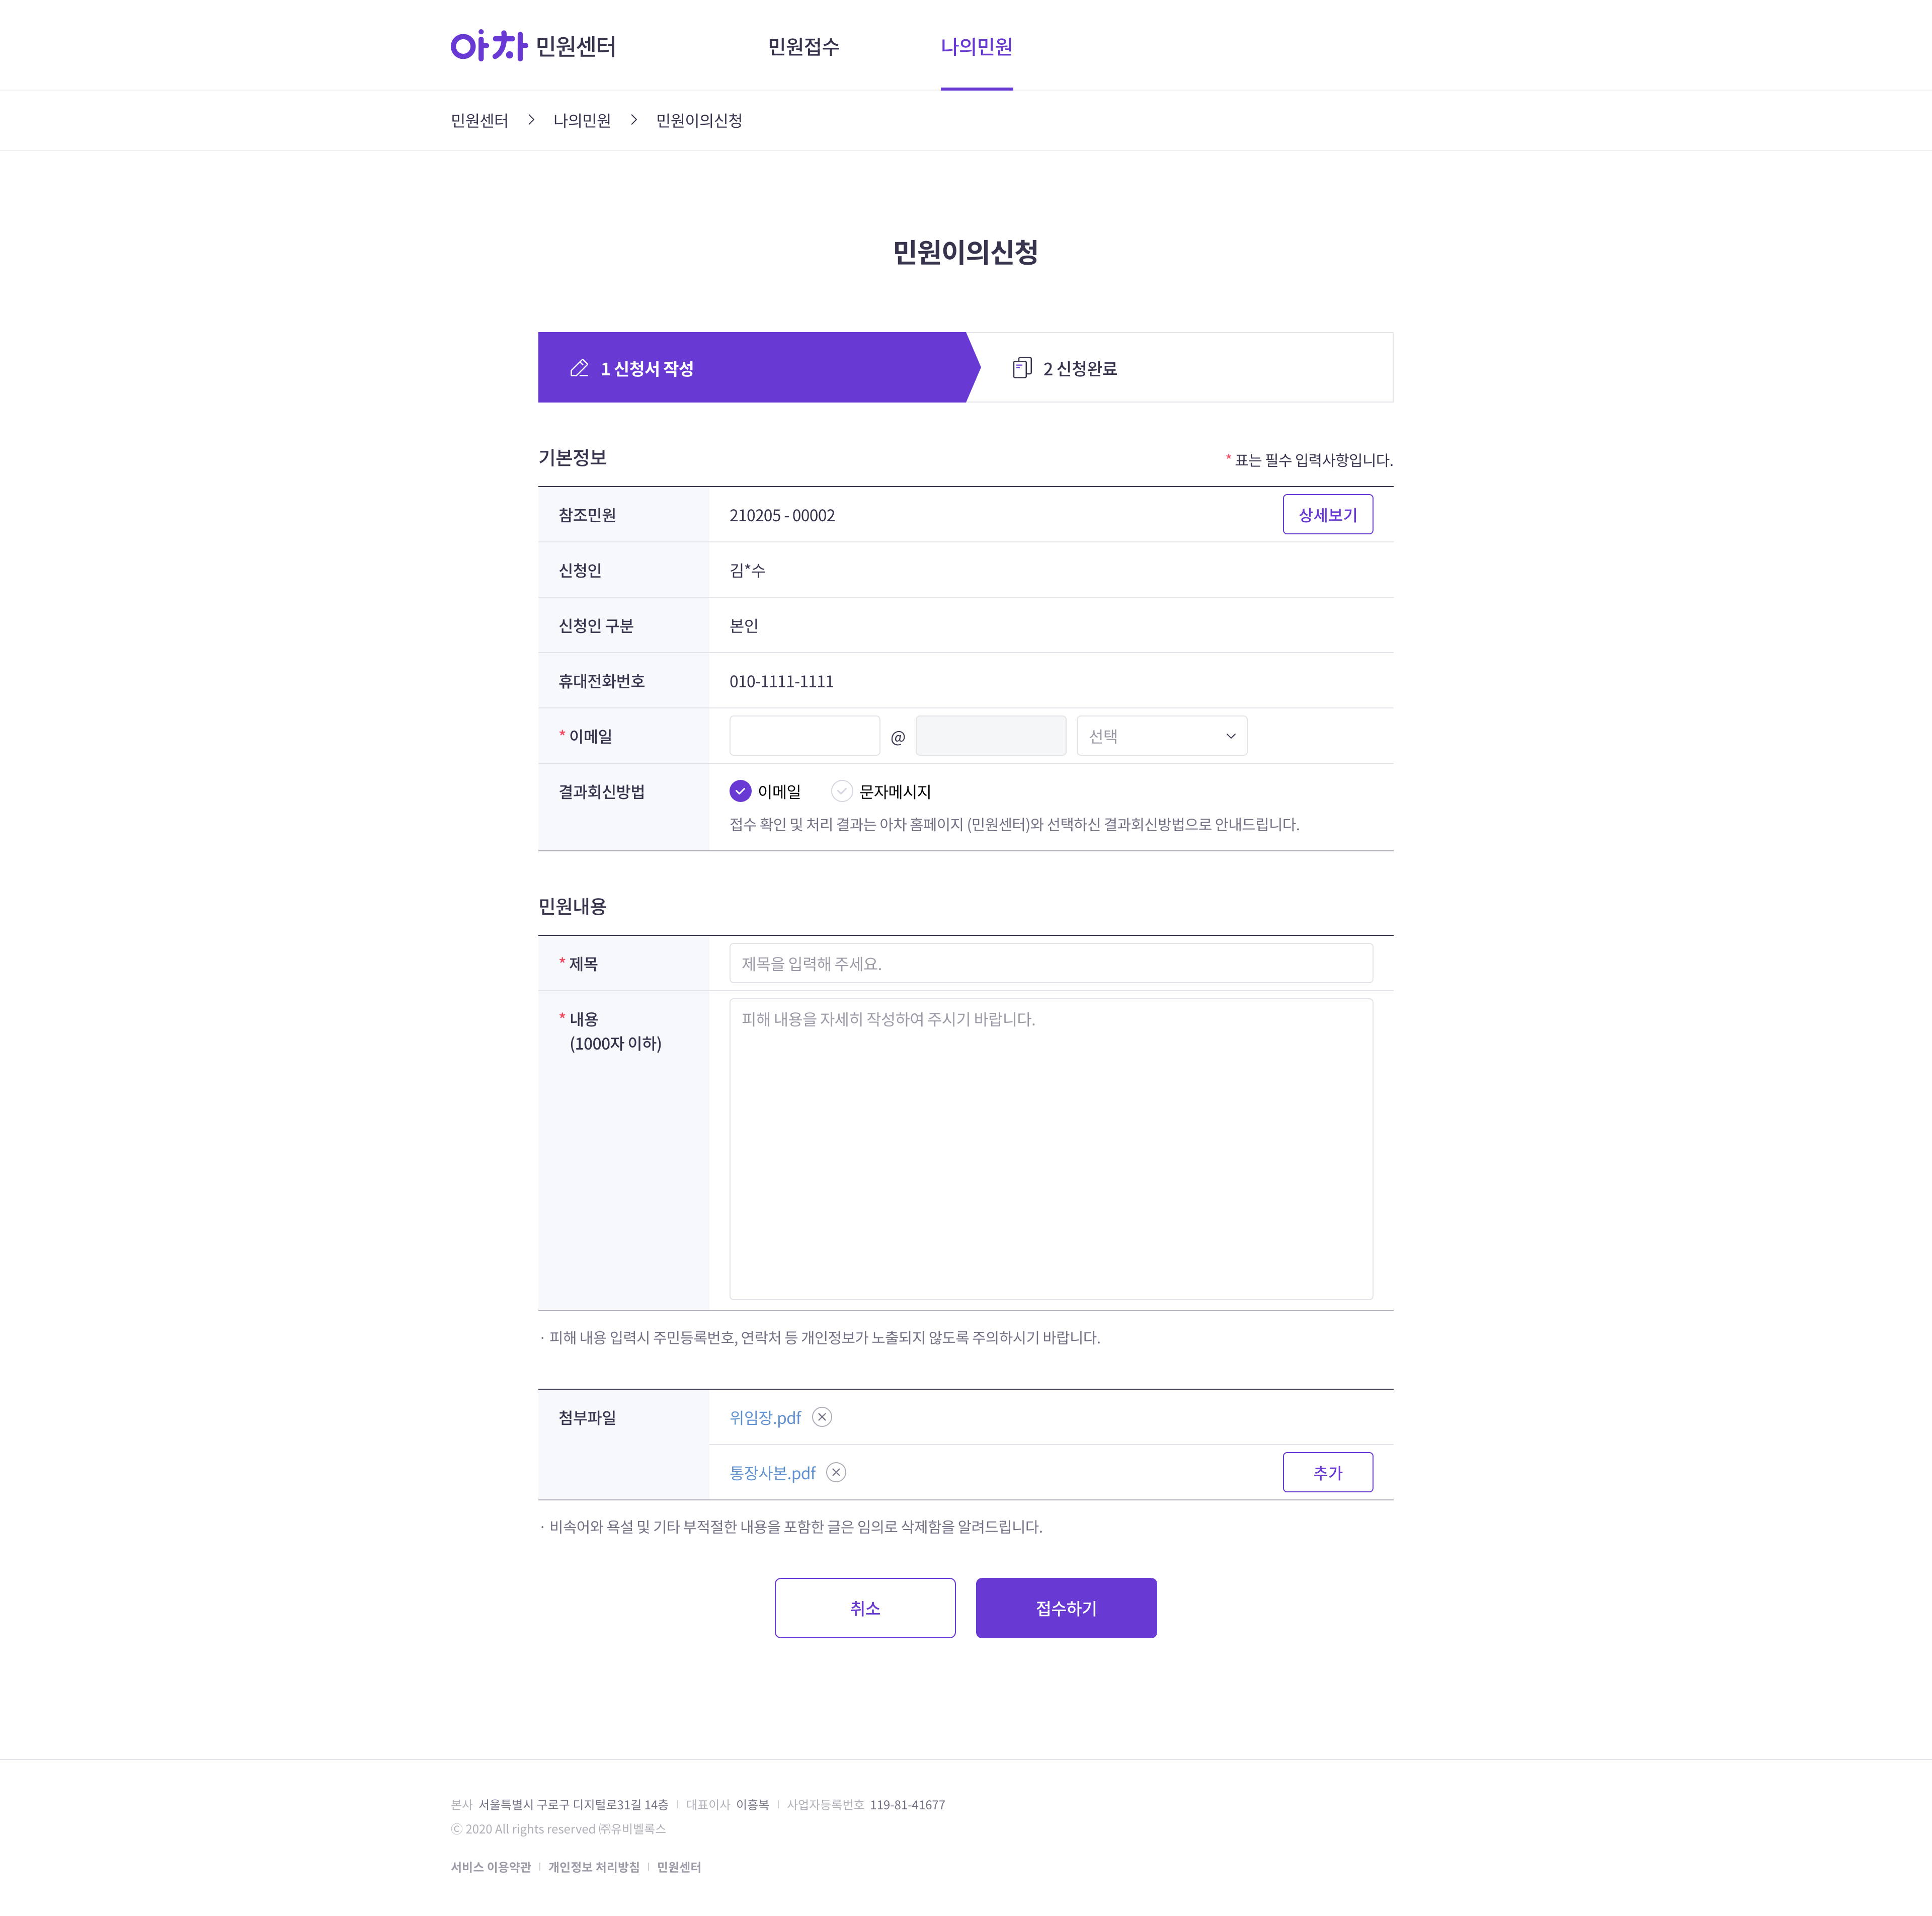 아차 민원센터
민원접수
나의민원
민원센터 > 나의민원 > 민원이의신청
민원이의신청
1 신청서 작성
2 신청완료
기본정보
* 표는 필수 입력사항입니다.
참조민원 210205 - 00002 상세보기
신청인 김*수
신청인 구분 본인
휴대전화번호 010-1111-1111
* 이메일 @ 선택
결과회신방법 이메일 문자메시지
접수 확인 및 처리 결과는 아차 홈페이지 (민원센터)와 선택하신 결과회신방법으로 안내드립니다.
민원내용
* 제목 제목을 입력해 주세요.
* 내용 피해 내용을 자세히 작성하여 주시기 바랍니다.
(1000자 이하)
· 피해 내용 입력시 주민등록번호, 연락처 등 개인정보가 노출되지 않도록 주의하시기 바랍니다.
첨부파일 위임장.pdf
통장사본.pdf 추가
· 비속어와 욕설 및 기타 부적절한 내용을 포함한 글은 임의로 삭제함을 알려드립니다.
취소 접수하기
본사 서울특별시 구로구 디지털로31길 14층 | 대표이사 이흥복 | 사업자등록번호 119-81-41677
ⓒ 2020 All rights reserved ㈜유비벨록스
서비스 이용약관 | 개인정보 처리방침 | 민원센터